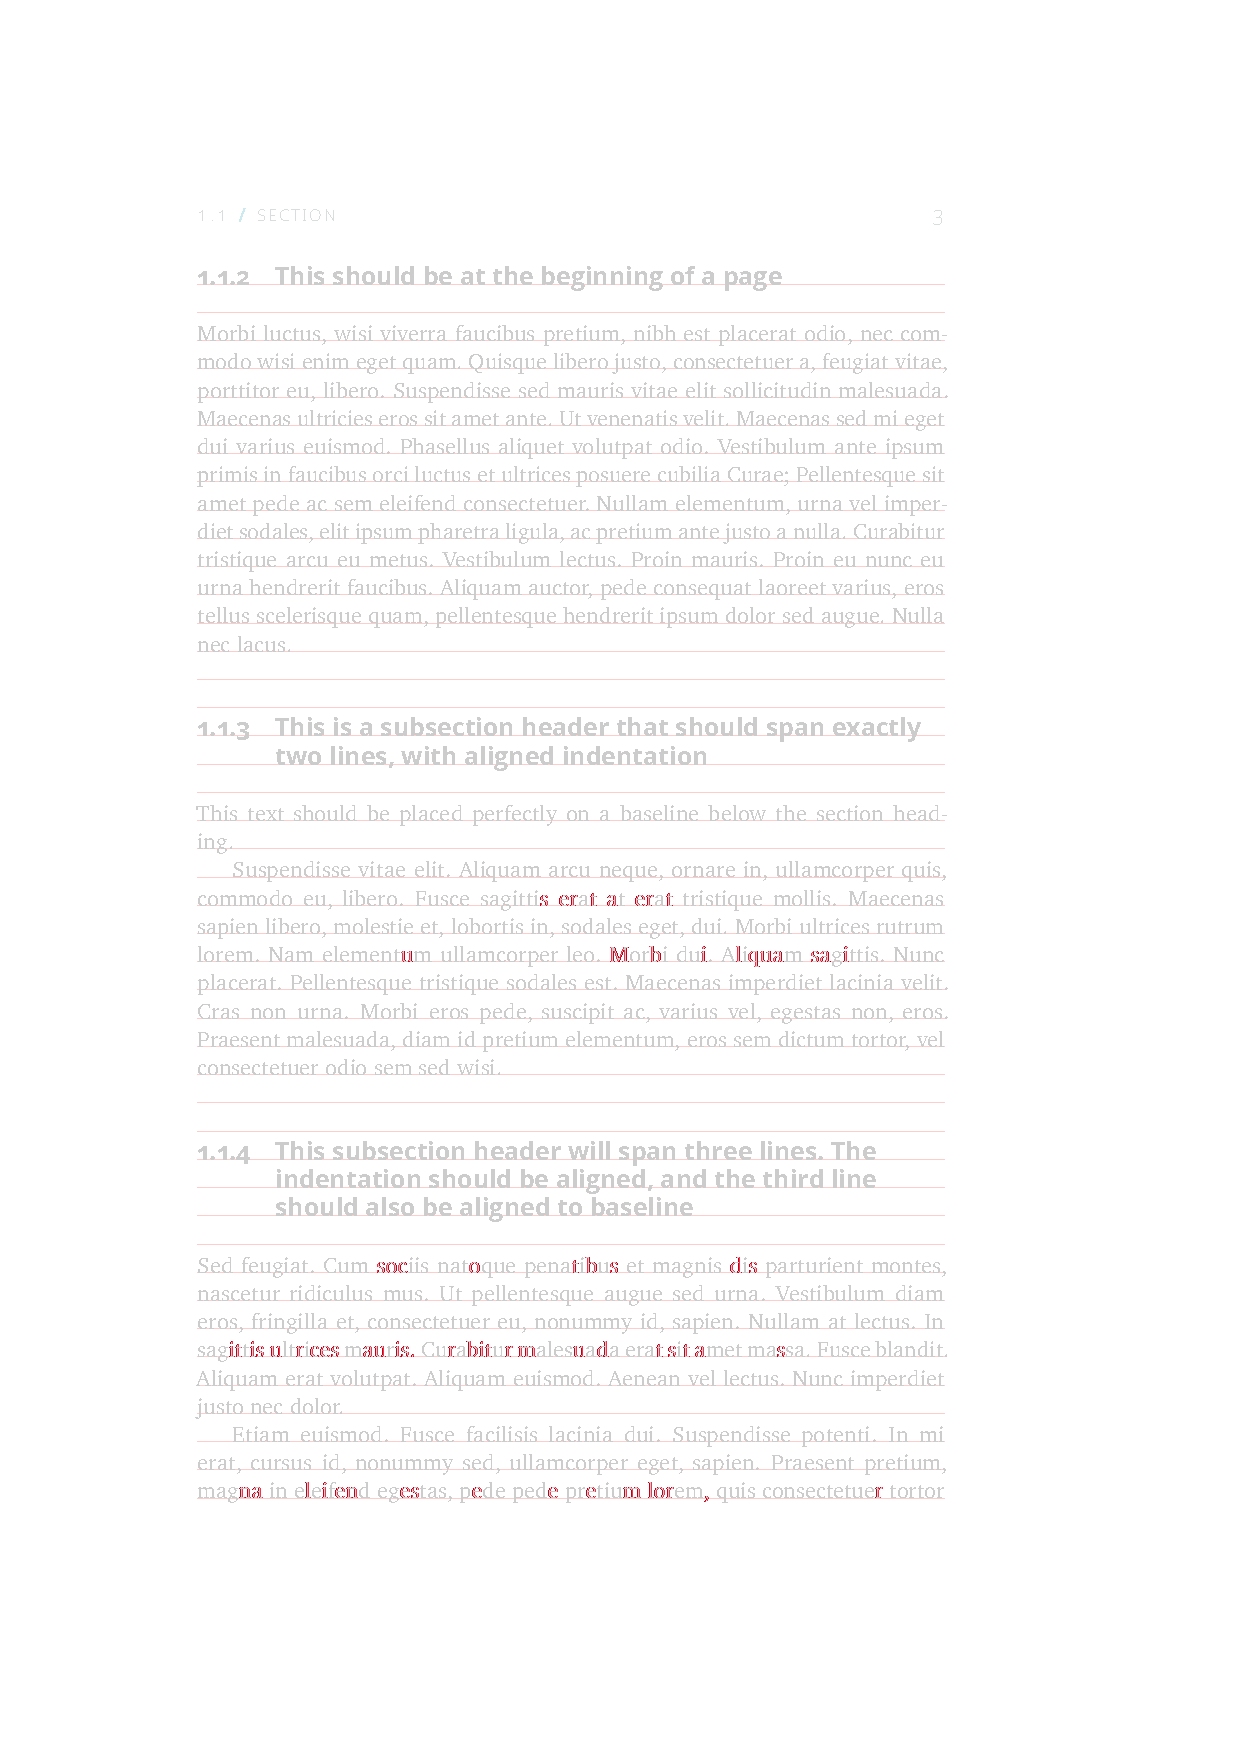 1.1 / SECTION 3
1.1.2 This should be at the beginning of a page
Morbi luctus, wisi viverra faucibus pretium, nibh est placerat odio, nec com-
modo wisi enim eget quam. Quisque libero justo, consectetuer a, feugiat vitae,
porttitor eu, libero. Suspendisse sed mauris vitae elit sollicitudin malesuada.
Maecenas ultricies eros sit amet ante. Ut venenatis velit. Maecenas sed mi eget
dui varius euismod. Phasellus aliquet volutpat odio. Vestibulum ante ipsum
primis in faucibus orci luctus et ultrices posuere cubilia Curae; Pellentesque sit
amet pede ac sem eleifend consectetuer. Nullam elementum, urna vel imper-
diet sodales, elit ipsum pharetra ligula, ac pretium ante justo a nulla. Curabitur
tristique arcu eu metus. Vestibulum lectus. Proin mauris. Proin eu nunc eu
urna hendrerit faucibus. Aliquam auctor, pede consequat laoreet varius, eros
tellus scelerisque quam, pellentesque hendrerit ipsum dolor sed augue. Nulla
nec lacus.
1.1.3 This is a subsection header that should span exactly
two lines, with aligned indentation
This text should be placed perfectly on a baseline below the section head-
ing.
Suspendisse vitae elit. Aliquam arcu neque, ornare in, ullamcorper quis,
commodo eu, libero. Fusce sagittis erat at erat tristique mollis. Maecenas
sapien libero, molestie et, lobortis in, sodales eget, dui. Morbi ultrices rutrum
lorem. Nam elementum ullamcorper leo. Morbi dui. Aliquam sagittis. Nunc
placerat. Pellentesque tristique sodales est. Maecenas imperdiet lacinia velit.
Cras non urna. Morbi eros pede, suscipit ac, varius vel, egestas non, eros.
Praesent malesuada, diam id pretium elementum, eros sem dictum tortor, vel
consectetuer odio sem sed wisi.
1.1.4 This subsection header will span three lines. The
indentation should be aligned, and the third line
should also be aligned to baseline
Sed feugiat. Cum sociis natoque penatibus et magnis dis parturient montes,
nascetur ridiculus mus. Ut pellentesque augue sed urna. Vestibulum diam
eros, fringilla et, consectetuer eu, nonummy id, sapien. Nullam at lectus. In
sagittis ultrices mauris. Curabitur malesuada erat sit amet massa. Fusce blandit.
Aliquam erat volutpat. Aliquam euismod. Aenean vel lectus. Nunc imperdiet
justo nec dolor.
Etiam euismod. Fusce facilisis lacinia dui. Suspendisse potenti. In mi
erat, cursus id, nonummy sed, ullamcorper eget, sapien. Praesent pretium,
magna in eleifend egestas, pede pede pretium lorem, quis consectetuer tortor